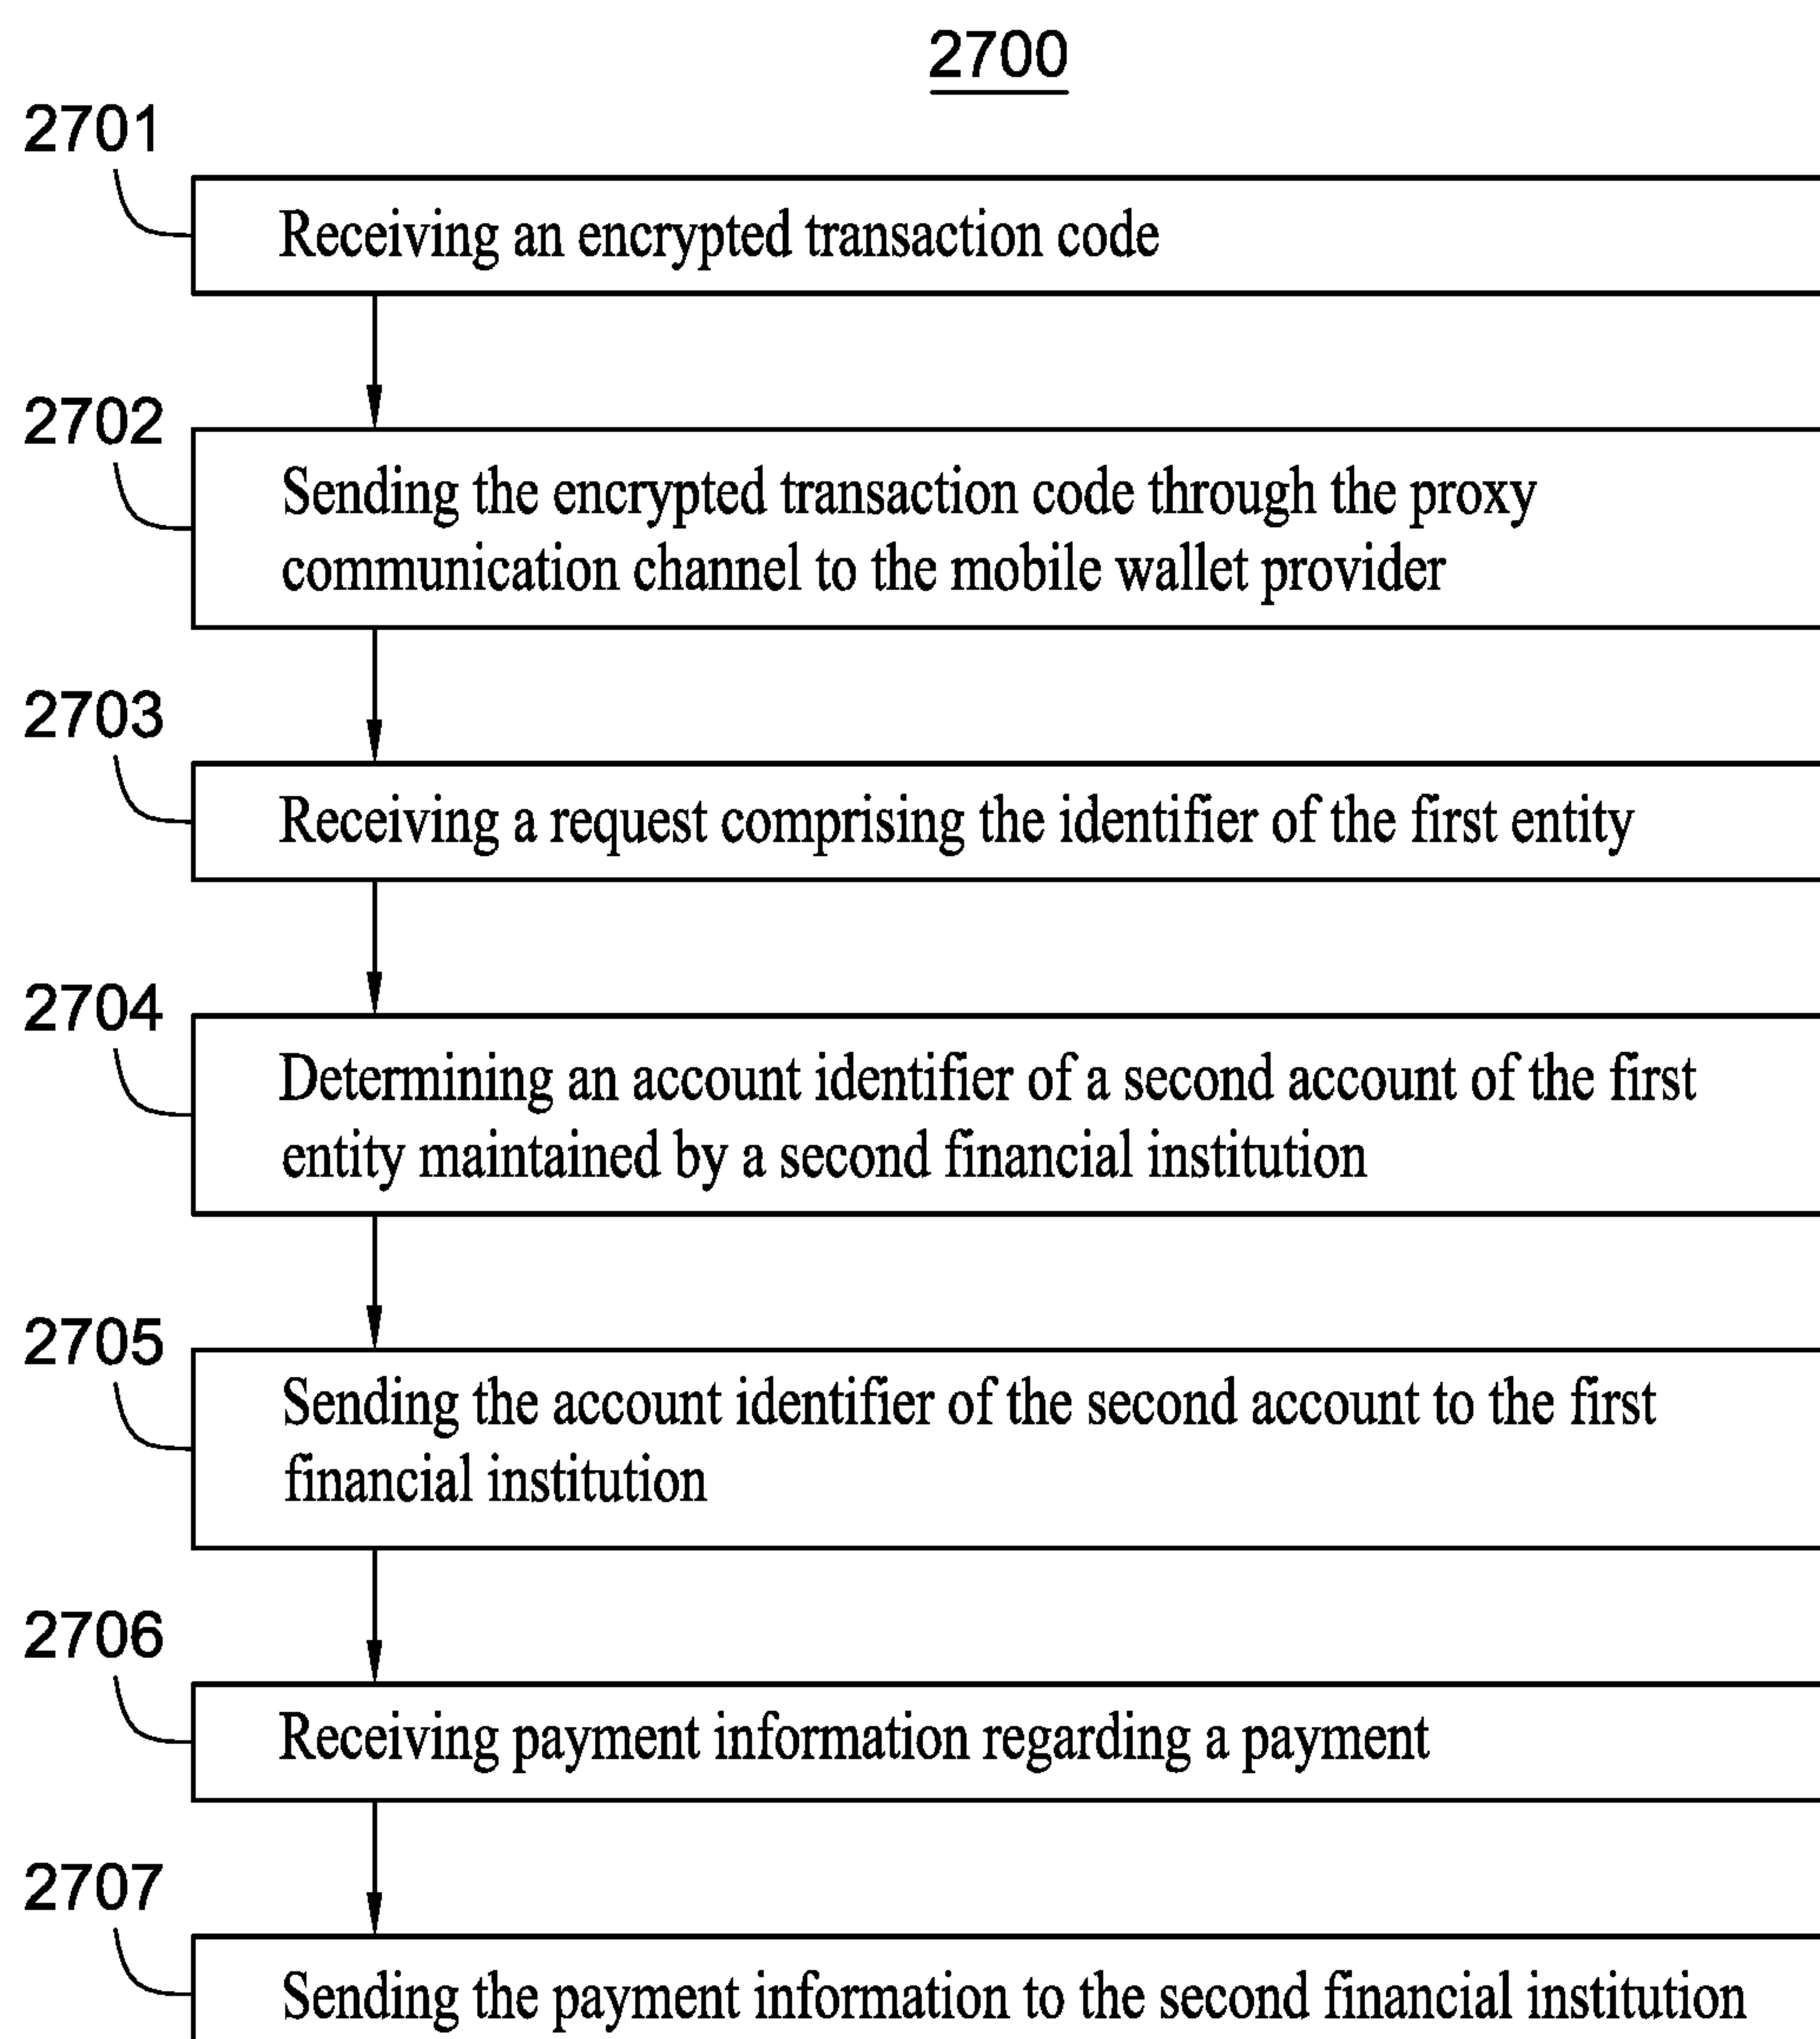 2700
2701
Receiving an encrypted transaction code
2702
Sending the encrypted transaction code through the proxy
communication channel to the mobile wallet provider
2703
Receiving a request comprising the identifier of the first entity
2704
Determining an account identifier of a second account of the first
entity maintained by a second financial institution
2705
Sending the account identifier of the second account to the first
financial institution
2706
Receiving payment information regarding a payment
2707
Sending the payment information to the second financial institution